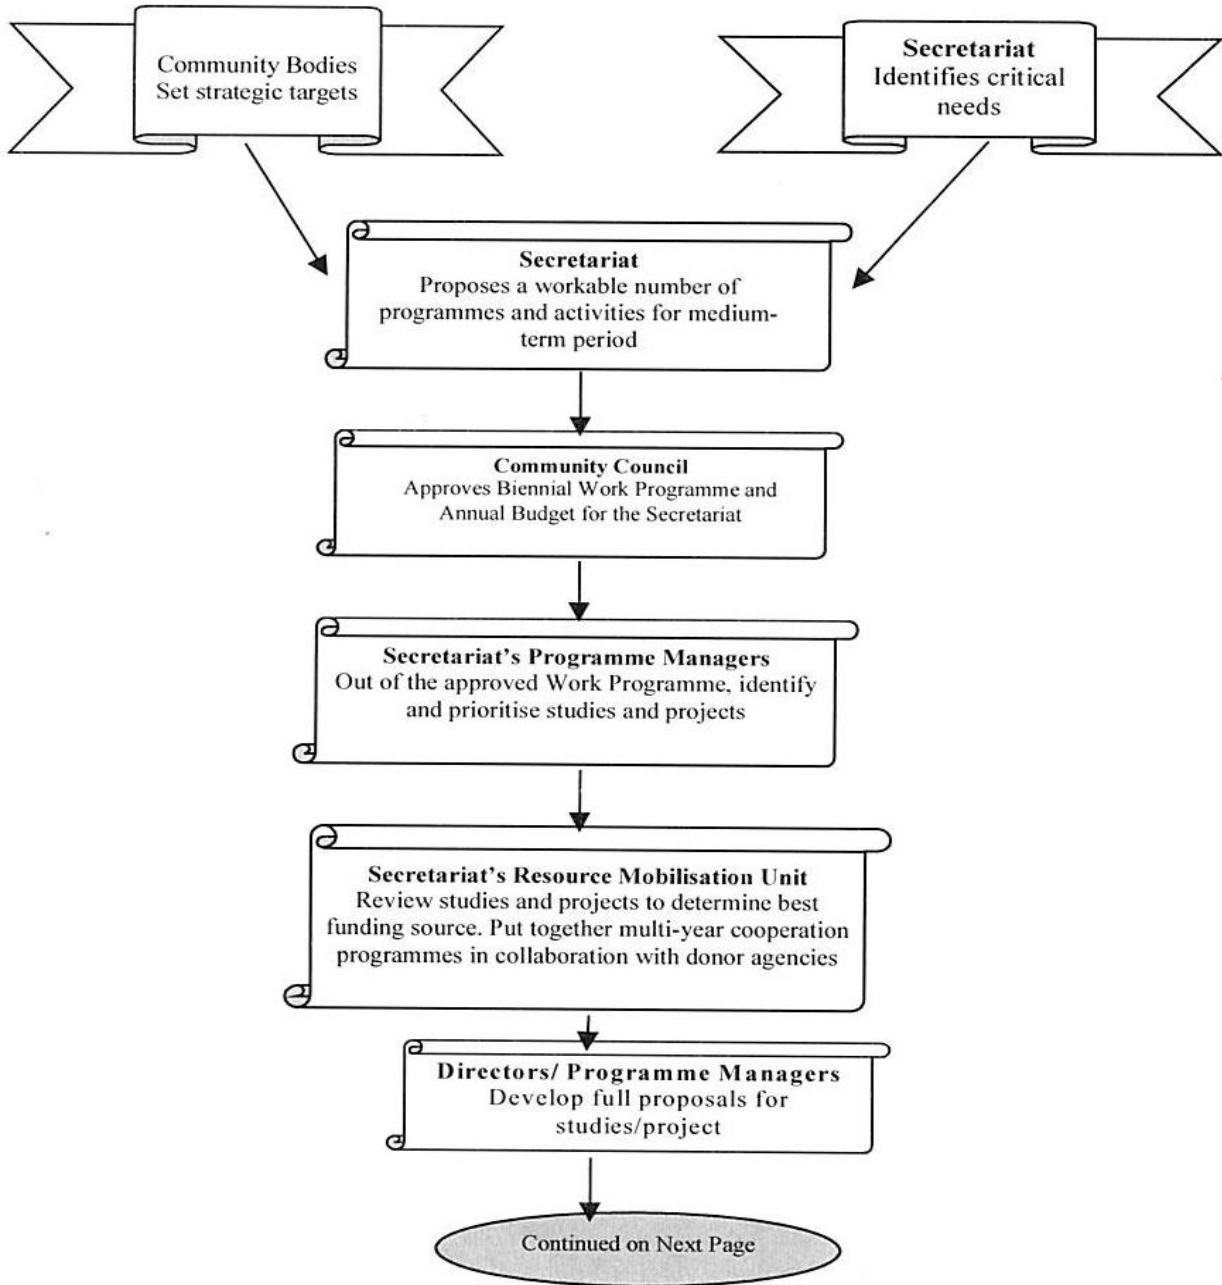 Community Bodies
Set strategic targets
Secretariat
Identifies critical
needs
Secretariat
Proposes a workable number of
programmes and activities for medium-
term period
Community Council
Approves Biennial Work Programme and
Annual Budget for the Secretariat
Secretariat's Programme Managers
Out of the approved Work Programme, identify
and prioritise studies and projects
Secretariat's Resource Mobilisation Unit
Review studies and projects to determine best
funding source. Put together multi-year cooperation
programmes in collaboration with donor agencies
Directors/ Programme Managers
Develop full proposals for
studies/project
Continued on Next Page